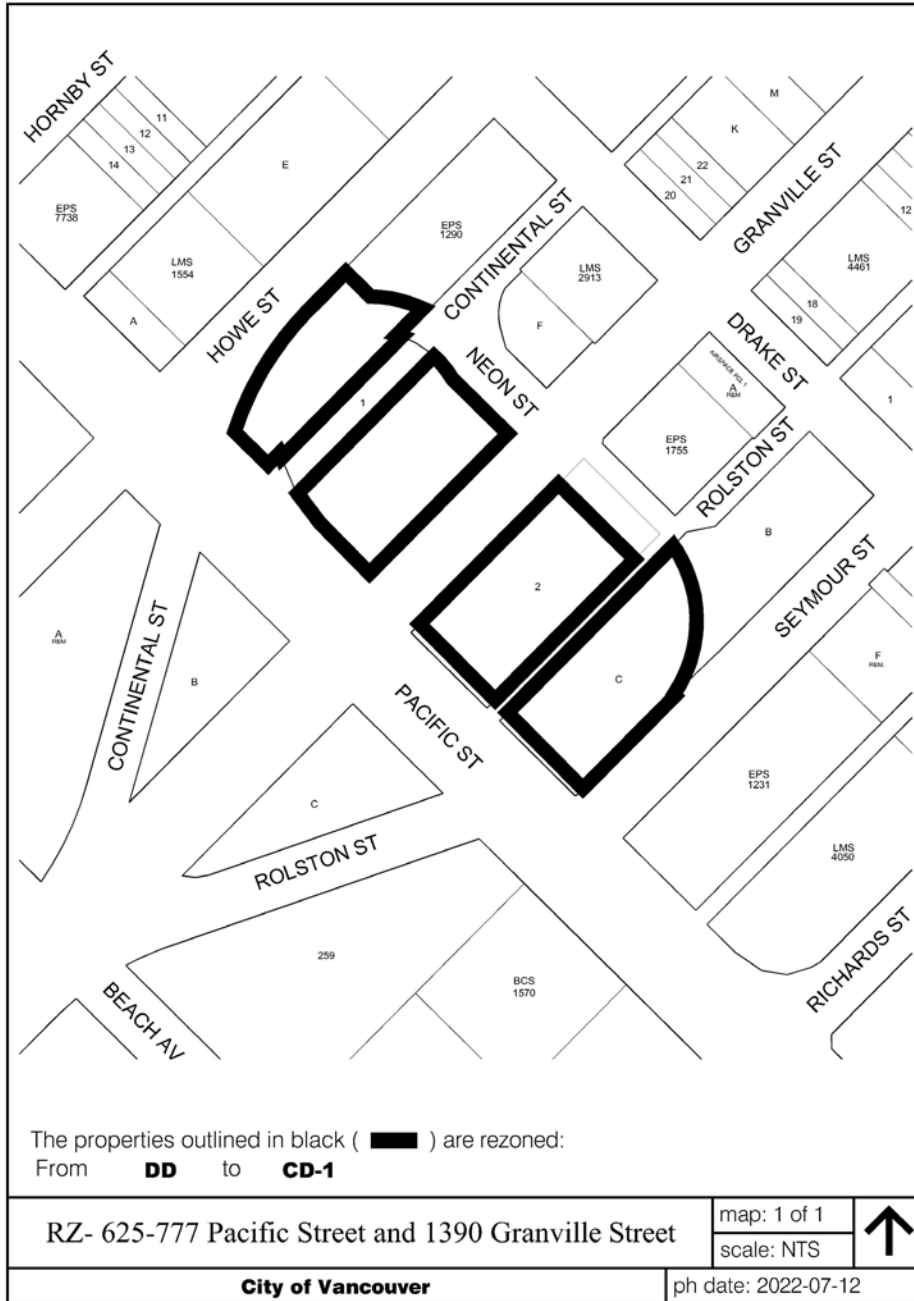 HORNBY ST
11
12
13
14
E
M
K
22
21
20
GRANVILLE ST
12
EPS
7738
LMS
1554
A
HOWE ST
EPS
1290
CONTINENTAL ST
LMS
2913
F
LMS
4461
18
19
NEON ST
DRAKE ST
AIRSPACE PCL 1
A
REM
1
1
EPS
1755
ROLSTON ST
B
SEYMOUR ST
2
C
F
REM.
A
REM
CONTINENTAL ST
B
PACIFIC ST
EPS
1231
C
LMS
4050
ROLSTON ST
259
BCS
1570
RICHARDS ST
BEACH AV
The properties outlined in black ( ) are rezoned:
From DD to CD-1
RZ- 625-777 Pacific Street and 1390 Granville Street
map: 1 of 1
scale: NTS
City of Vancouver
ph date: 2022-07-12